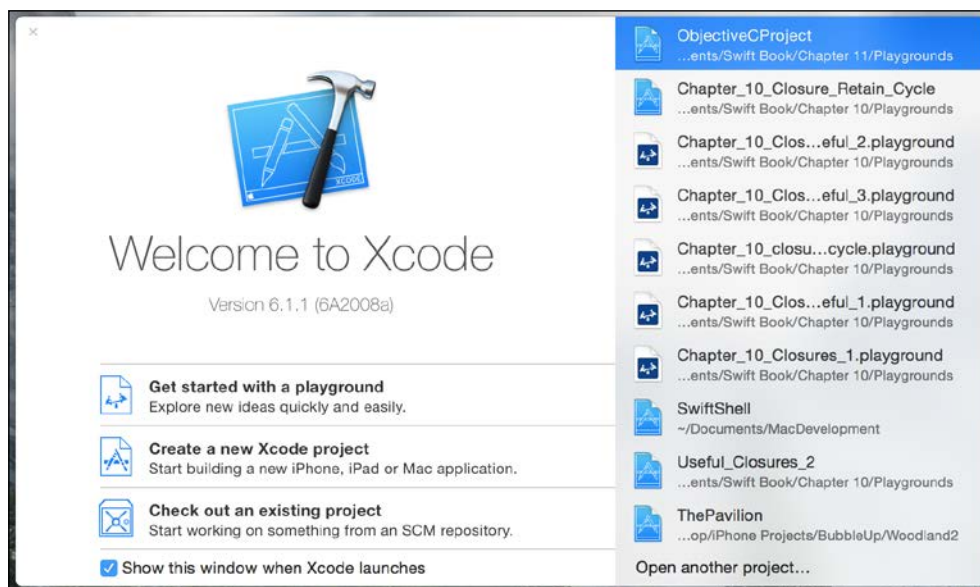 XCODE
Welcome to Xcode
Version 6.1.1 (6A2008a)
Get started with a playground
Explore new ideas quickly and easily.
Create a new Xcode project
Start building a new iPhone, iPad or Mac application.
Check out an existing project
Start working on something from an SCM repository.
Show this window when Xcode launches
ObjectiveCProject
...ents/Swift Book/Chapter 11/Playgrounds
Chapter_10_Closure_Retain_Cycle
...ents/Swift Book/Chapter 10/Playgrounds
Chapter_10_Clos...eful_2.playground
...ents/Swift Book/Chapter 10/Playgrounds
Chapter_10_Clos...eful_3.playground
...ents/Swift Book/Chapter 10/Playgrounds
Chapter_10_closu...cycle.playground
...ents/Swift Book/Chapter 10/Playgrounds
Chapter_10_Clos...eful_1.playground
...ents/Swift Book/Chapter 10/Playgrounds
Chapter_10_Closures_1.playground
...ents/Swift Book/Chapter 10/Playgrounds
SwiftShell
~/Documents/MacDevelopment
Useful_Closures_2
...ents/Swift Book/Chapter 10/Playgrounds
ThePavilion
...op/iPhone Projects/BubbleUp/Woodland2
Open another project...